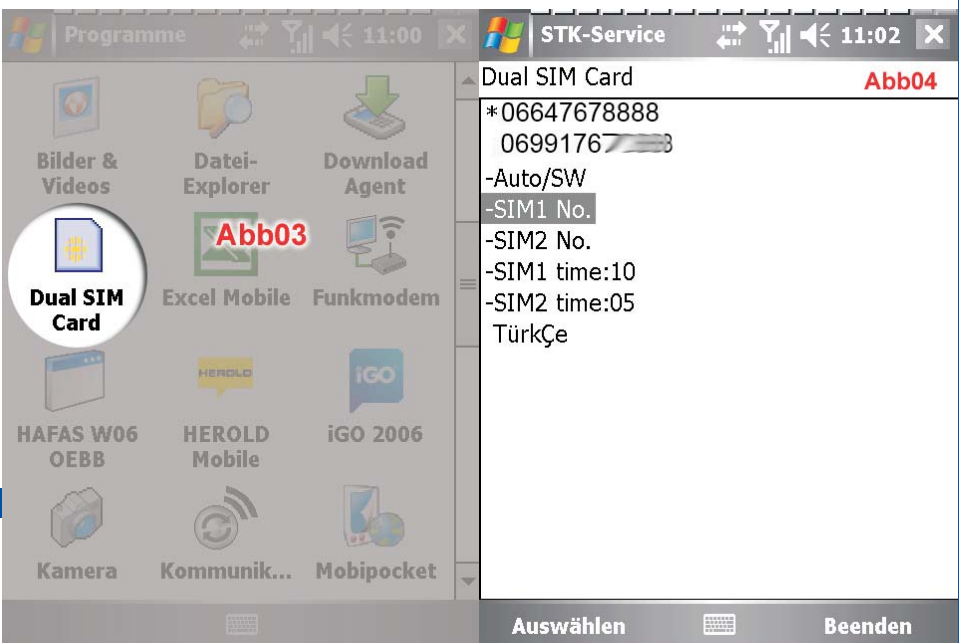 Programme
11:00
Bilder &
Videos
Datei-
Explorer
Download
Agent
Abb03
Dual SIM
Card
Excel Mobile
Funkmodem
HEROLD
iGO
HAFAS W06
OEBB
HEROLD
Mobile
iGO 2006
Kamera
Kommunik...
Mobipocket
STK-Service
11:02
Dual SIM Card
Abb04
*06647678888
-Auto/SW
-SIM1 No.
-SIM2 No.
-SIM1 time:10
-SIM2 time:05
TürkÇe
Auswählen
Beenden